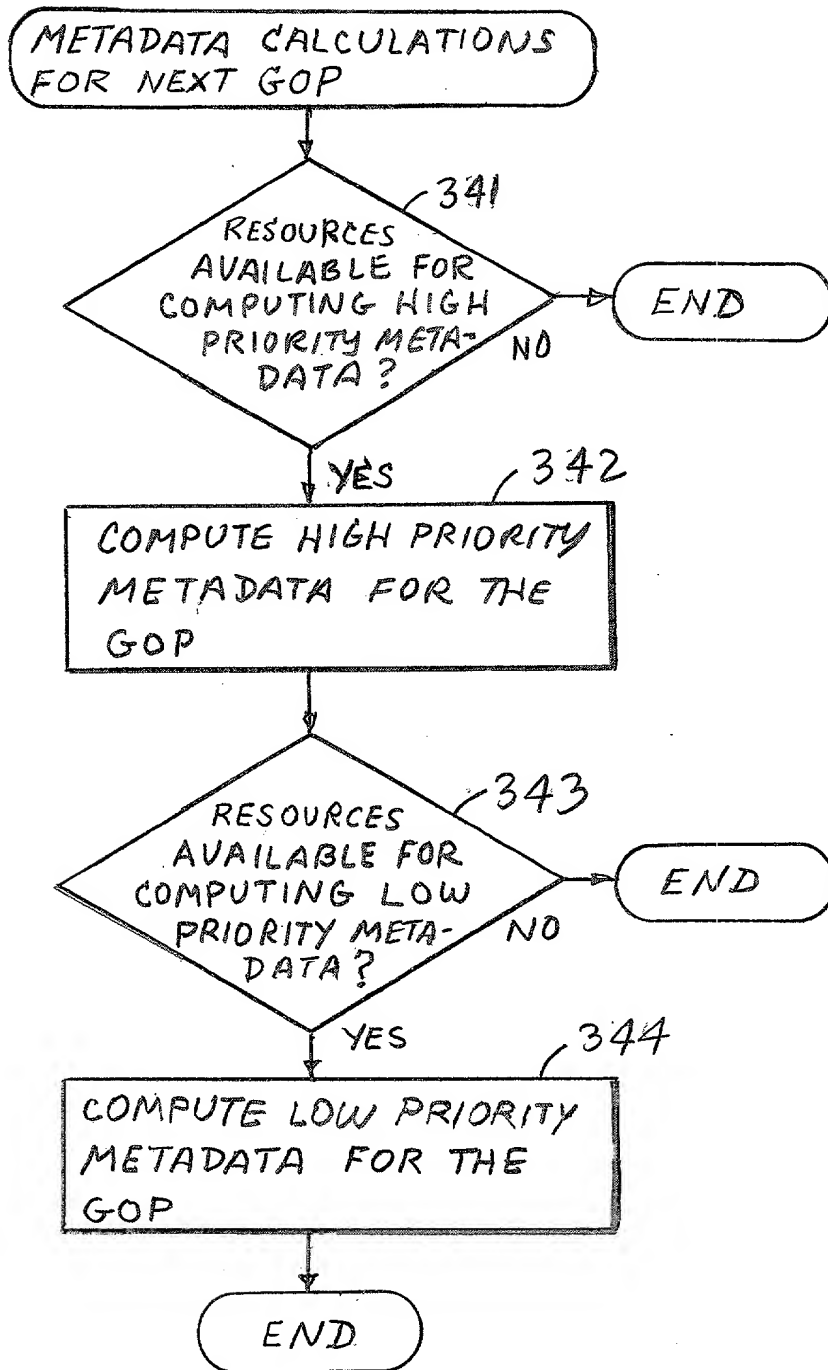 METADATA CALCULATIONS
FOR NEXT GOP
341
RESOURCES
AVAILABLE FOR
COMPUTING HIGH
PRIORITY META-
DATA?
NO
END
YES
342
COMPUTE HIGH PRIORITY
METADATA FOR THE
GOP
343
RESOURCES
AVAILABLE FOR
COMPUTING LOW
PRIORITY META-
DATA?
NO
END
YES
344
COMPUTE LOW PRIORITY
METADATA FOR THE
GOP
END